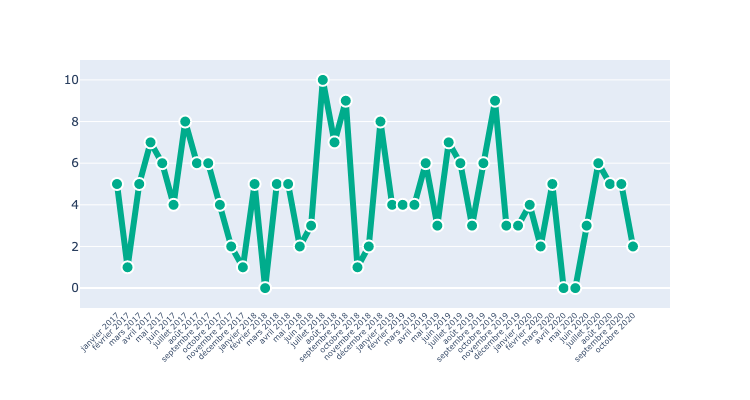 10
8
6
4
2
0
janvier 2017
février 2017
mars 2017
avril 2017
mai 2017
juin 2017
juillet 2017
août 2017
septembre 2017
octobre 2017
novembre 2017
décembre 2017
janvier 2018
février 2018
mars 2018
avril 2018
mai 2018
juin 2018
juillet 2018
août 2018
septembre 2018
octobre 2018
novembre 2018
décembre 2018
janvier 2019
février 2019
mars 2019
avril 2019
mai 2019
juin 2019
juillet 2019
août 2019
septembre 2019
octobre 2019
novembre 2019
décembre 2019
janvier 2020
février 2020
mars 2020
avril 2020
mai 2020
juin 2020
juillet 2020
août 2020
septembre 2020
octobre 2020